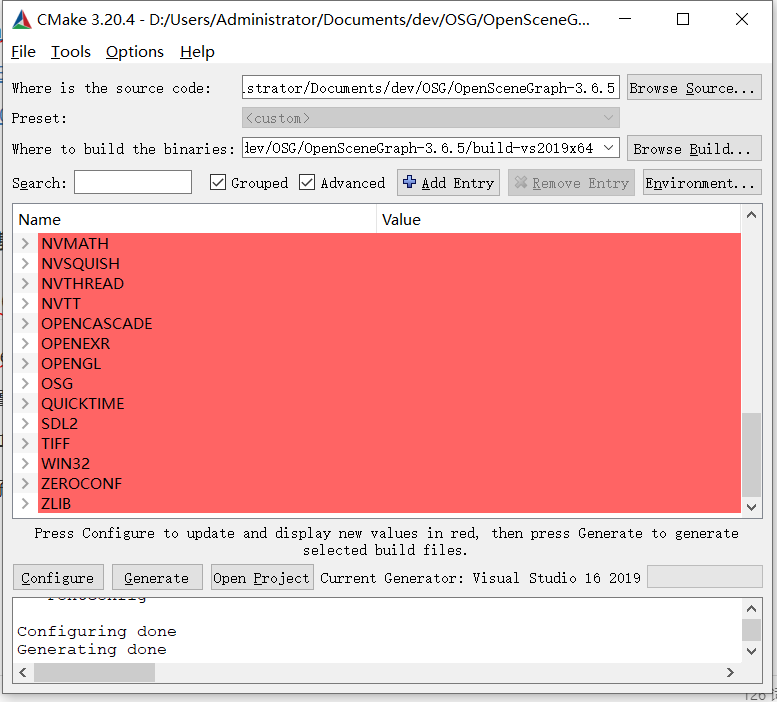 CMake 3.20.4 - D:/Users/Administrator/Documents/dev/OSG/OpenSceneG...
File Tools Options Help
Where is the source code: istrator/Documents/dev/OSG/OpenSceneGraph-3.6.5 Browse Source...
Preset: <custom>
Where to build the binaries: dev/OSG/OpenSceneGraph-3.6.5/build-vs2019x64 Browse Build...
Search: Grouped Advanced Add Entry Remove Entry Environment...
Name Value
NVMATH
NVSQUISH
NVTHREAD
NVTT
OPENCASCADE
OPENEXR
OPENGL
OSG
QUICKTIME
SDL2
TIFF
WIN32
ZEROCONF
ZLIB
Press Configure to update and display new values in red, then press Generate to generate
selected build files.
Configure Generate Open Project Current Generator: Visual Studio 16 2019
Configuring done
Generating done